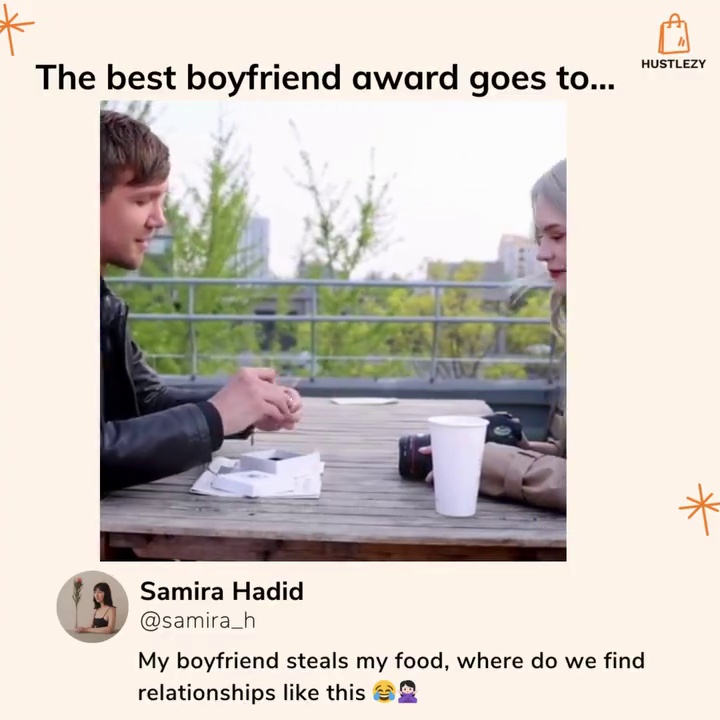 HUSTLEZY
The best boyfriend award goes to...
Samira Hadid
@samira_h
My boyfriend steals my food, where do we find
relationships like this 😂🤦🏻‍♀️